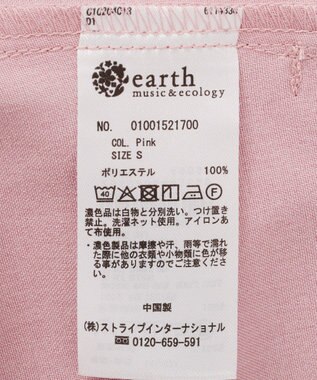 D1
earth
music&ecology
NO. 01001521700
COL. Pink
SIZE S
ポリエステル 100%
40
F
濃色品は白物と分別洗い。つけ置き
禁止。洗濯ネット使用。アイロンあ
て布使用。
・濃色製品は摩擦や汗、雨等で濡れ
た際に他の衣類や小物類に色が移
る事がありますのでご注意くださ
い。
中国製
(株)ストライプインターナショナル
☎ 0120-659-591